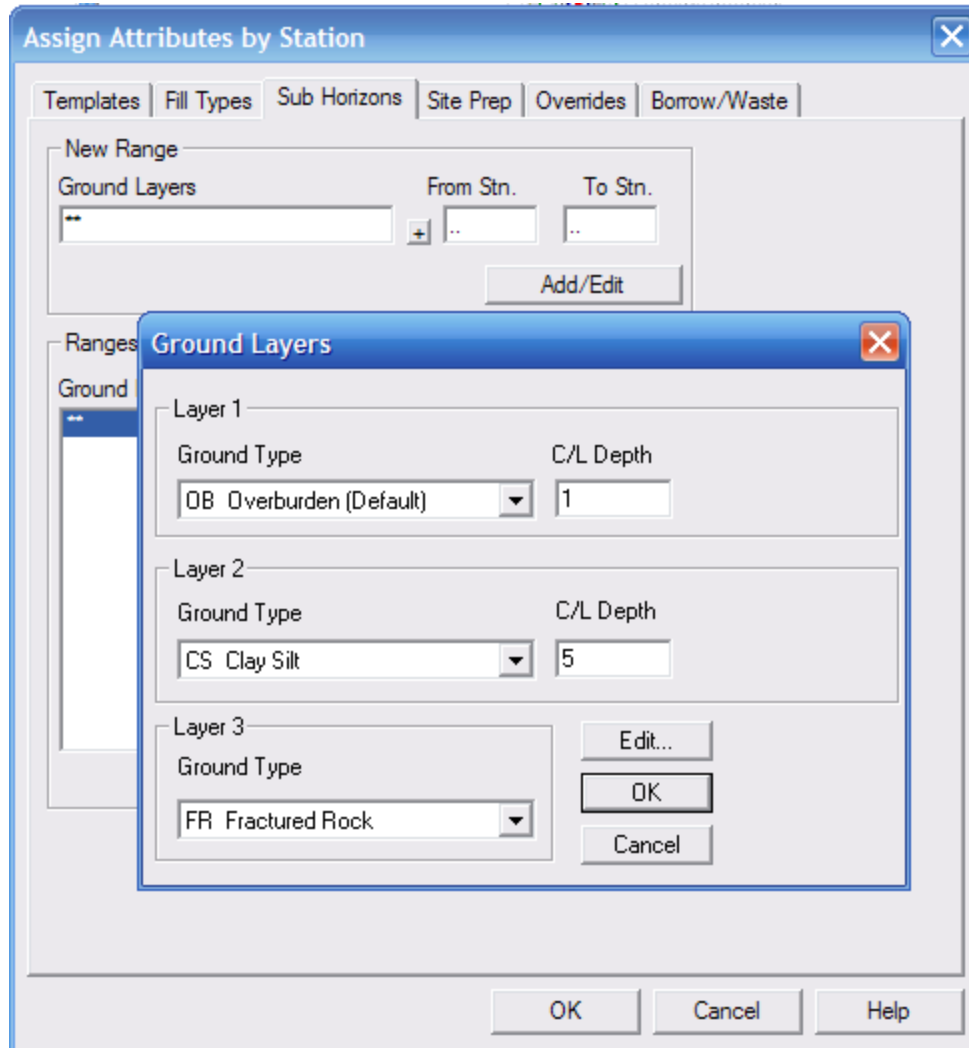 Assign Attributes by Station
Templates Fill Types Sub Horizons Site Prep Overrides Borrow/Waste
New Range
Ground Layers From Stn. To Stn.
** + .. ..
Add/Edit
Ranges
Ground
**
Ground Layers
Layer 1
Ground Type C/L Depth
OB Overburden (Default) 1
Layer 2
Ground Type C/L Depth
CS Clay Silt 5
Layer 3
Ground Type
FR Fractured Rock
Edit...
OK
Cancel
OK Cancel Help